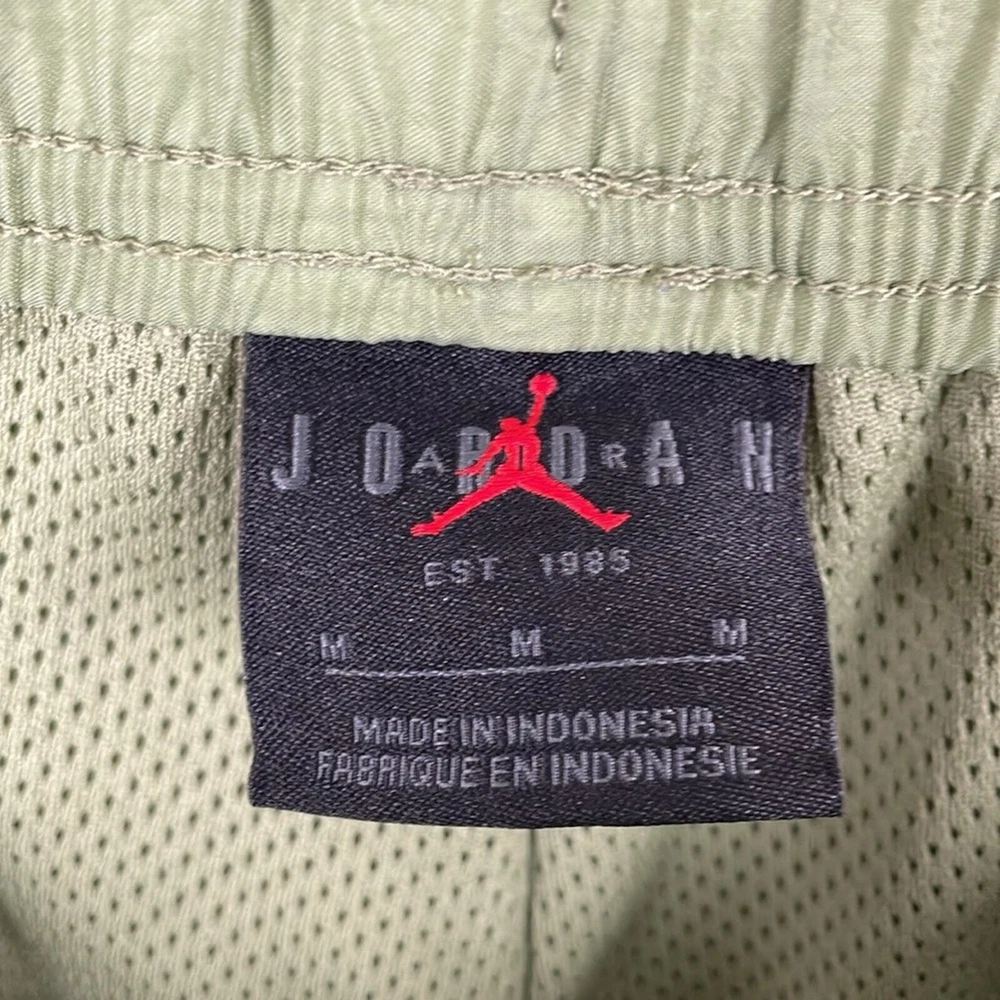 JORDAN
AIR
EST. 1985
M M M
MADE IN INDONESIA
FABRIQUE EN INDONESIE